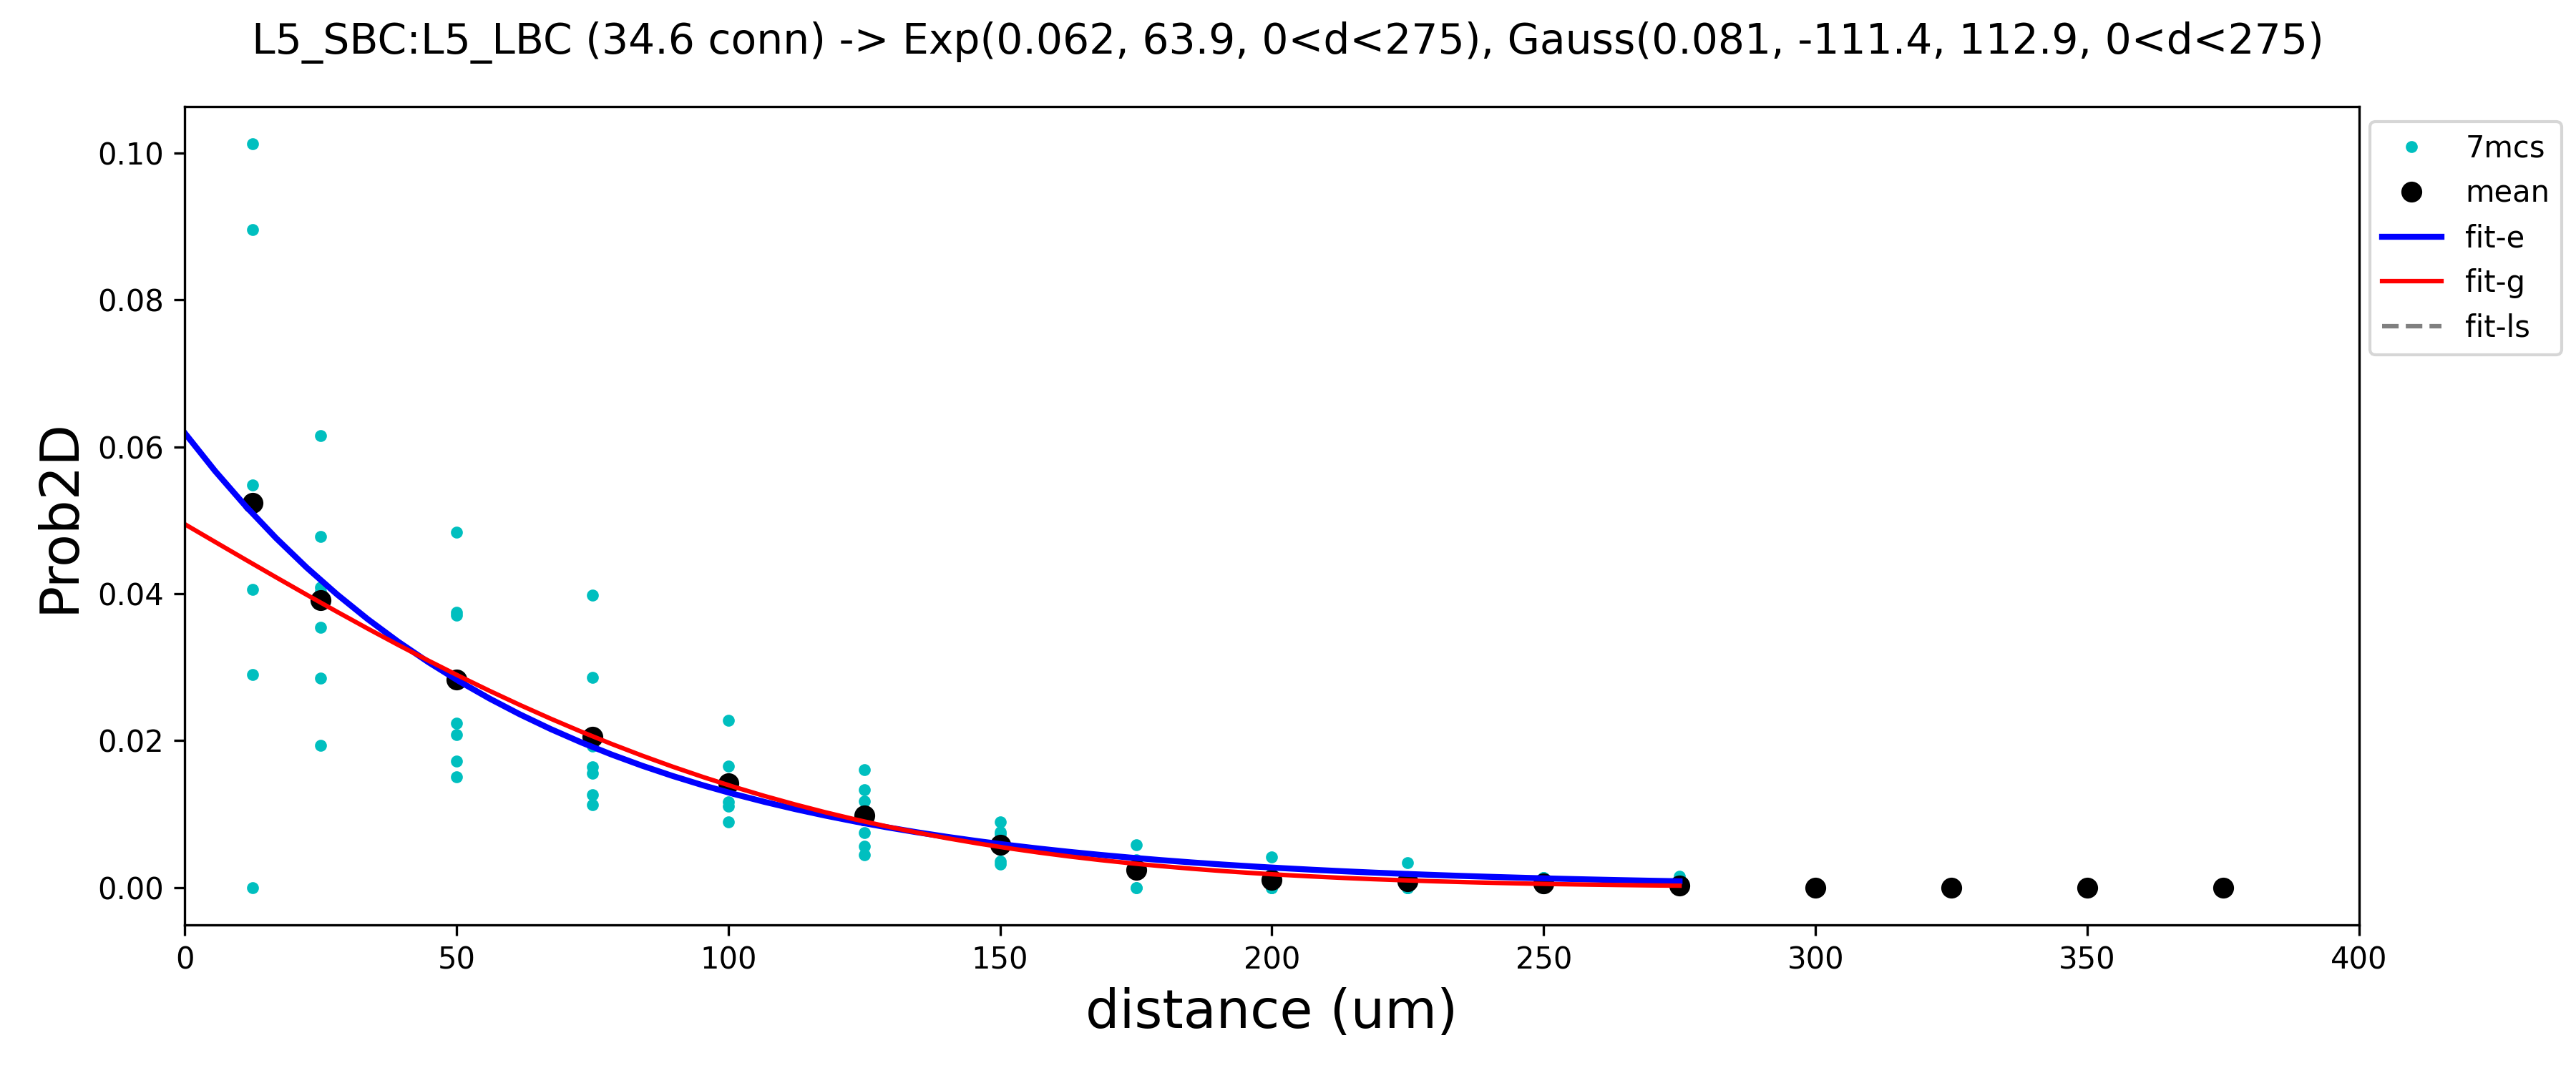 L5_SBC:L5_LBC (34.6 conn) -> Exp(0.062, 63.9, 0<d<275), Gauss(0.081, -111.4, 112.9, 0<d<275)
0.10
0.08
0.06
0.04
0.02
0.00
Prob2D
0 50 100 150 200 250 300 350 400
distance (um)
7mcs
mean
fit-e
fit-g
fit-ls